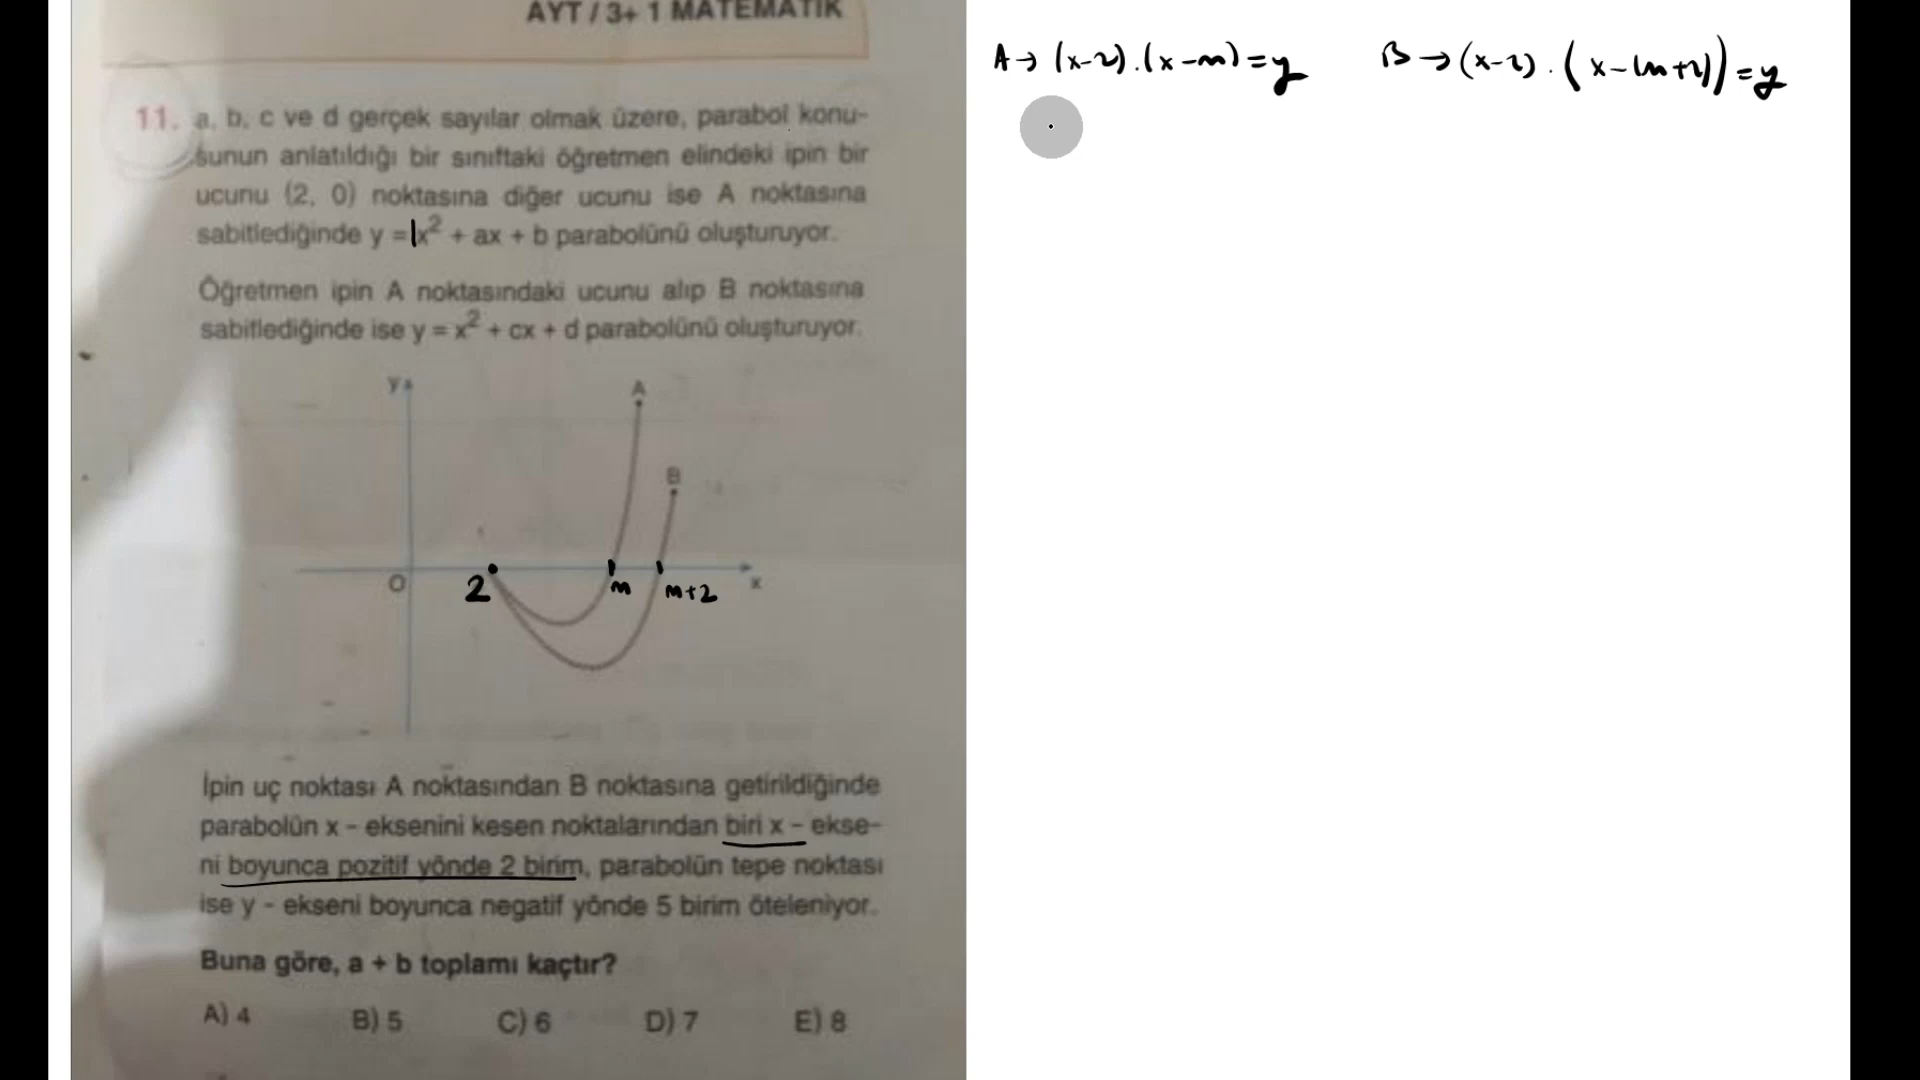 AYT / 3+ 1 MATEMATİK
11. a, b, c ve d gerçek sayılar olmak üzere, parabol konu-
sunun anlatıldığı bir sınıftaki öğretmen elindeki ipin bir
ucunu (2, 0) noktasına diğer ucunu ise A noktasına
sabitlediğinde y = 1x² + ax + b parabolünü oluşturuyor.
Öğretmen ipin A noktasındaki ucunu alıp B noktasına
sabitlediğinde ise y = x² + cx + d parabolünü oluşturuyor.
y
A
B
O
2
m
m+2
x
İpin uç noktası A noktasından B noktasına getirildiğinde
parabolün x - eksenini kesen noktalarından biri x - ekse-
ni boyunca pozitif yönde 2 birim, parabolün tepe noktası
ise y - ekseni boyunca negatif yönde 5 birim öteleniyor.
Buna göre, a + b toplamı kaçtır?
A) 4 B) 5 C) 6 D) 7 E) 8
A → (x-2).(x-m)=y
B → (x-2).(x-(m+2))=y